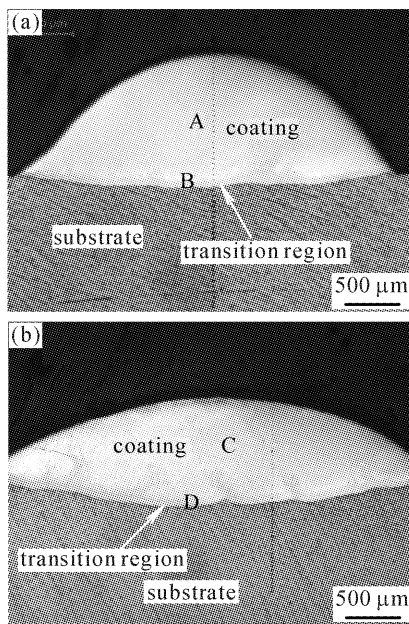 (a)
A
coating
B
substrate
transition region
500 μm
(b)
coating
C
D
transition region
substrate
500 μm